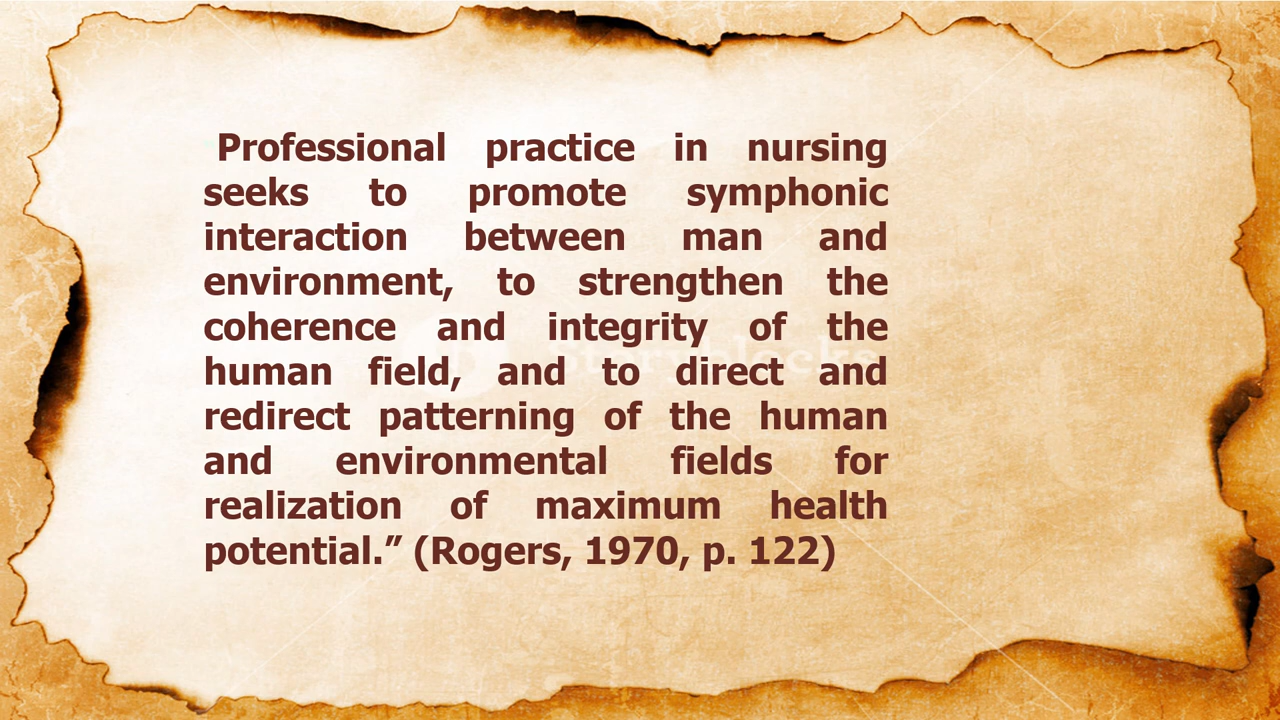 Professional practice in nursing
seeks to promote symphonic
interaction between man and
environment, to strengthen the
coherence and integrity of the
human field, and to direct and
redirect patterning of the human
and environmental fields for
realization of maximum health
potential.” (Rogers, 1970, p. 122)